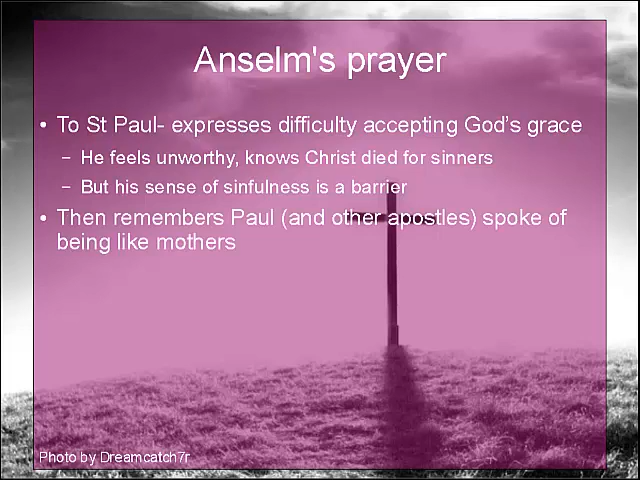 Anselm's prayer
• To St Paul- expresses difficulty accepting God’s grace
– He feels unworthy, knows Christ died for sinners
– But his sense of sinfulness is a barrier
• Then remembers Paul (and other apostles) spoke of
being like mothers
Photo by Dreamcatch7r